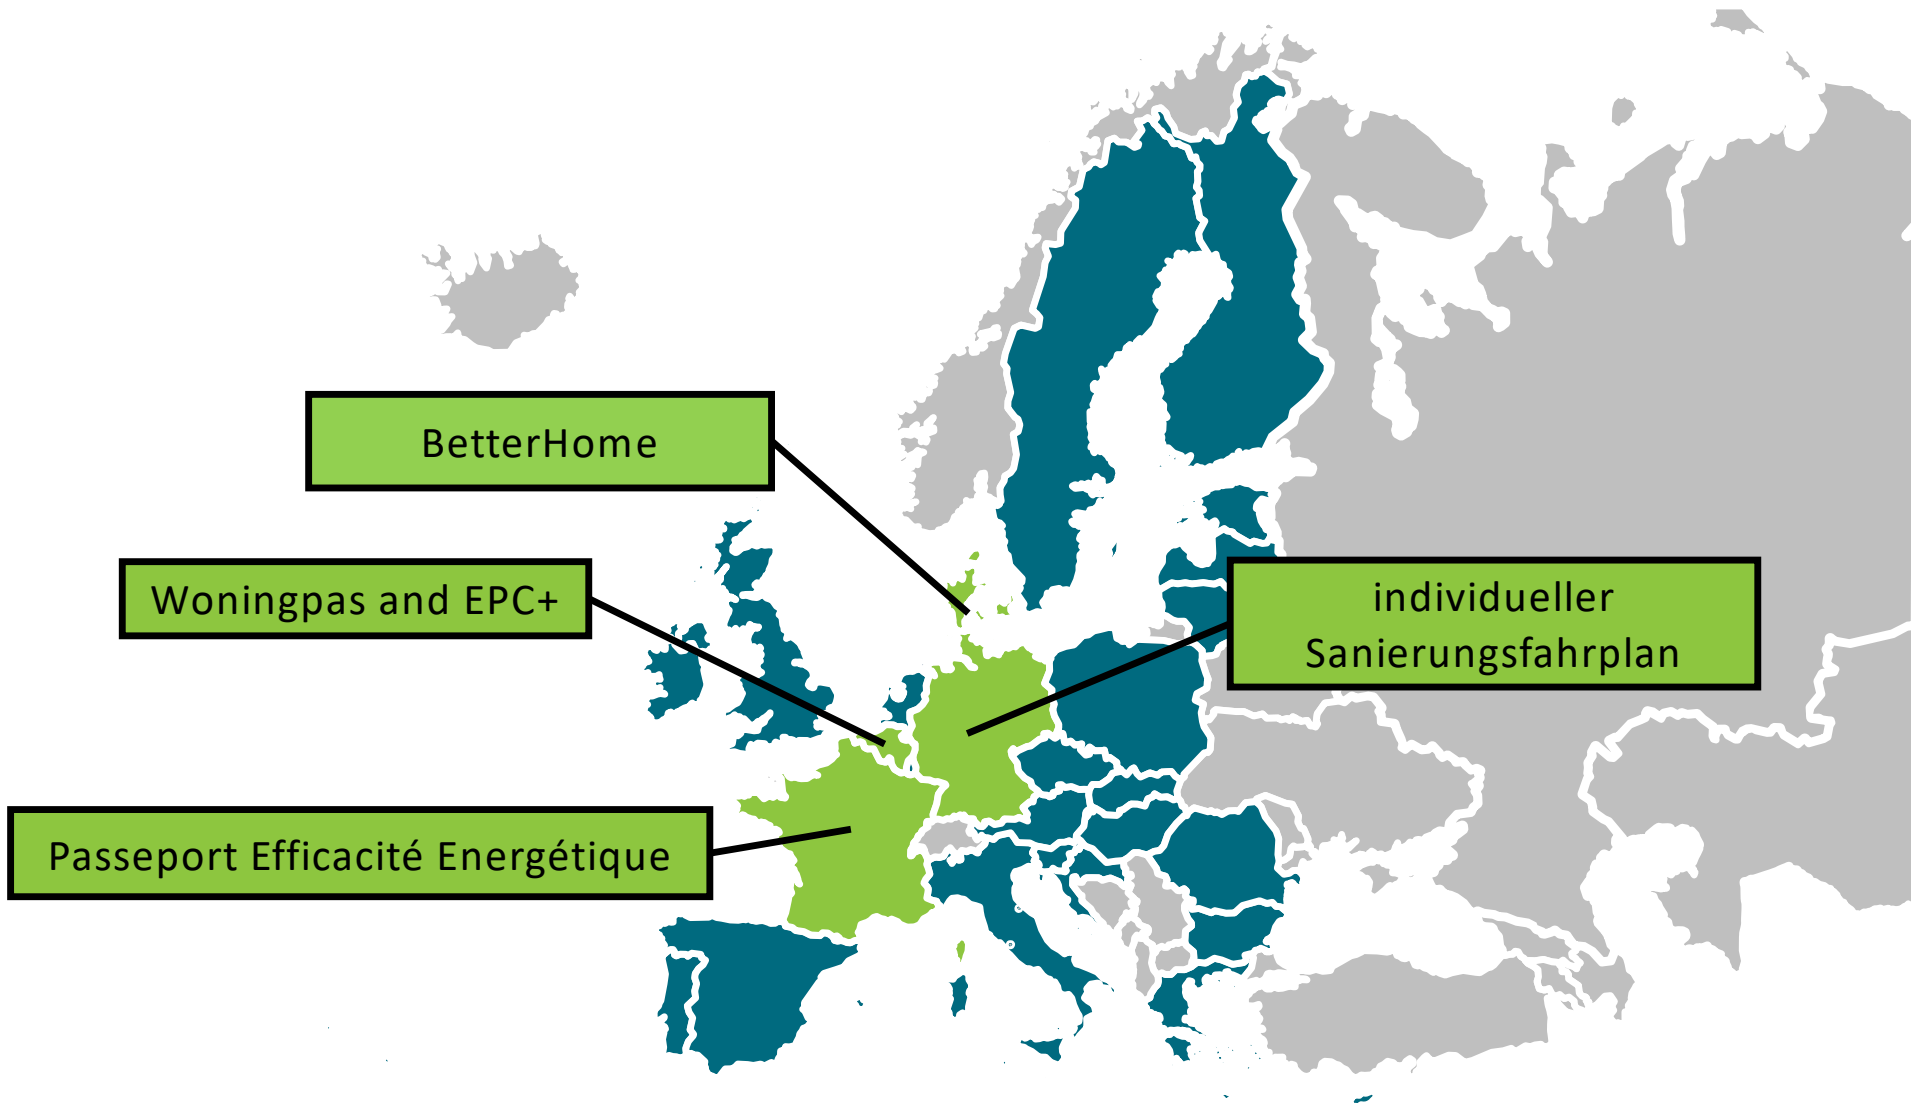 BetterHome
Woningpas and EPC+
individueller
Sanierungsfahrplan
Passeport Efficacité Energétique